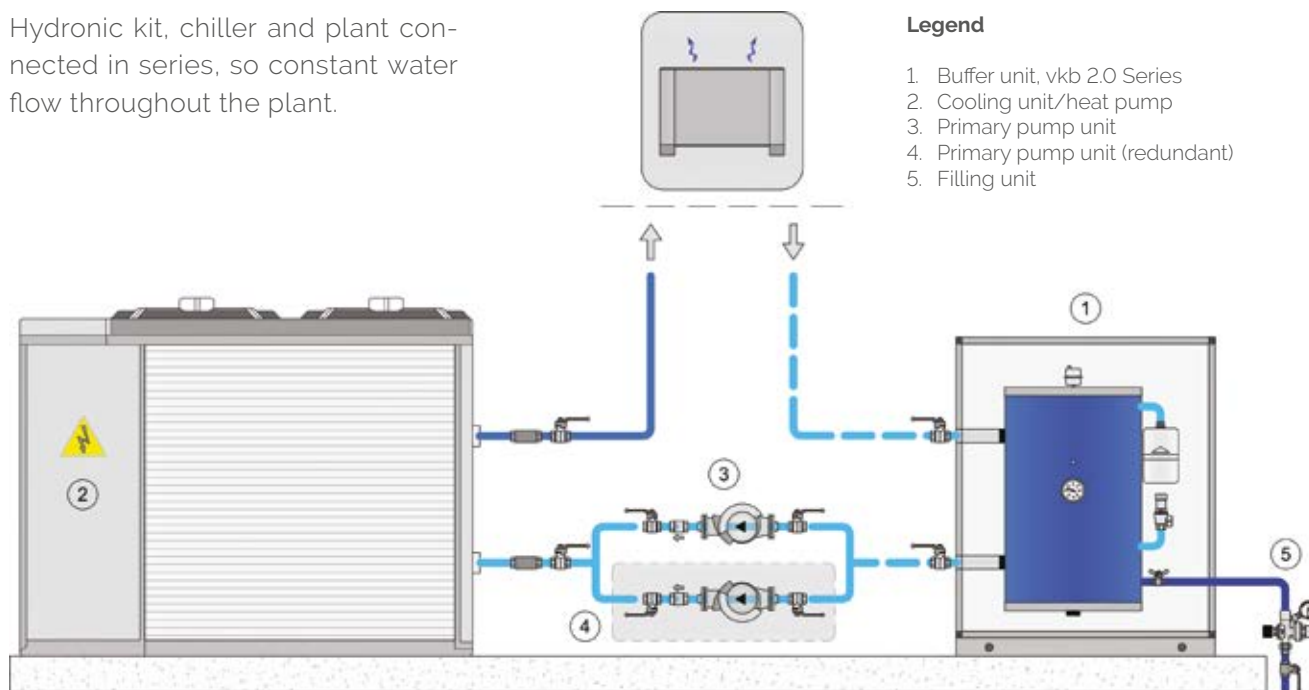 Hydronic kit, chiller and plant con-
nected in series, so constant water
flow throughout the plant.
Legend
1. Buffer unit, vkb 2.0 Series
2. Cooling unit/heat pump
3. Primary pump unit
4. Primary pump unit (redundant)
5. Filling unit
1
2
3
4
5